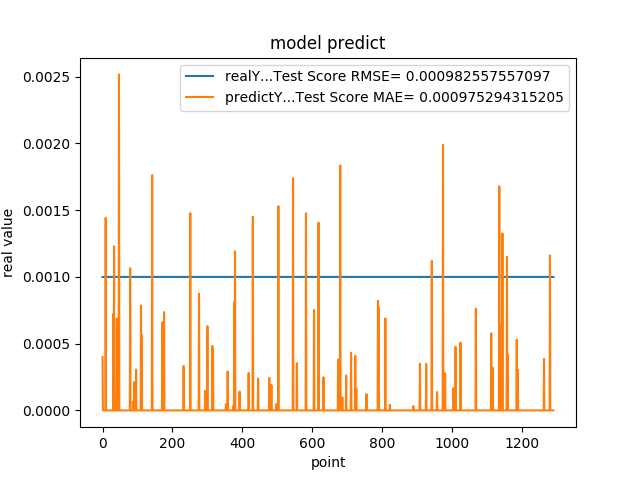 model predict
realY...Test Score RMSE= 0.000982557557097
predictY...Test Score MAE= 0.000975294315205
real value
0.0025
0.0020
0.0015
0.0010
0.0005
0.0000
0 200 400 600 800 1000 1200
point